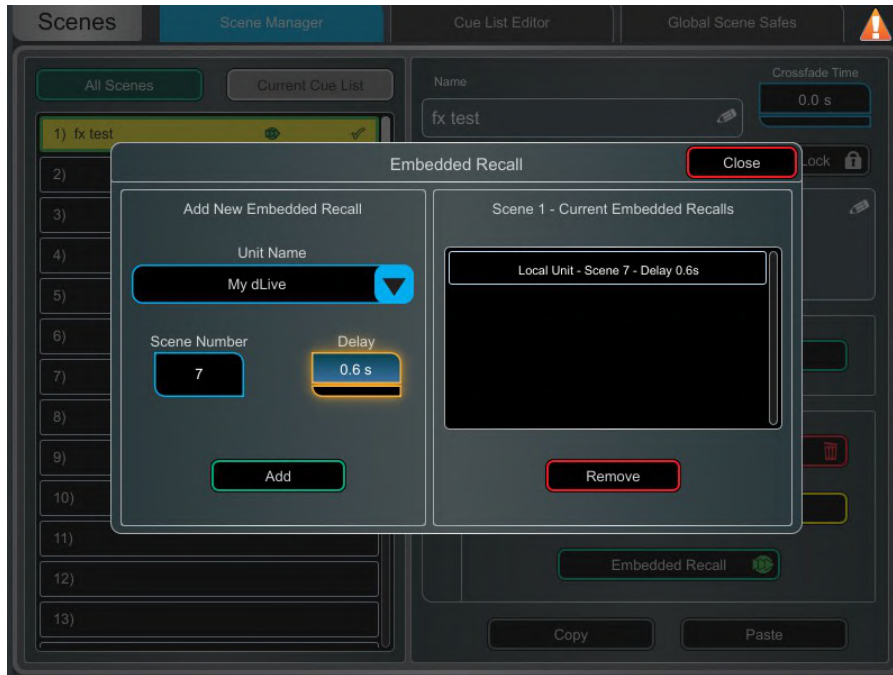 Scenes
Scene Manager
Cue List Editor
Global Scene Safes
All Scenes
Current Cue List
Name
fx test
Crossfade Time
0.0 s
Lock
1) fx test
2)
3)
4)
5)
6)
7)
8)
9)
10)
11)
12)
13)
Embedded Recall
Close
Add New Embedded Recall
Unit Name
My dLive
Scene Number
7
Delay
0.6 s
Add
Scene 1 - Current Embedded Recalls
Local Unit - Scene 7 - Delay 0.6s
Remove
Embedded Recall
Copy
Paste